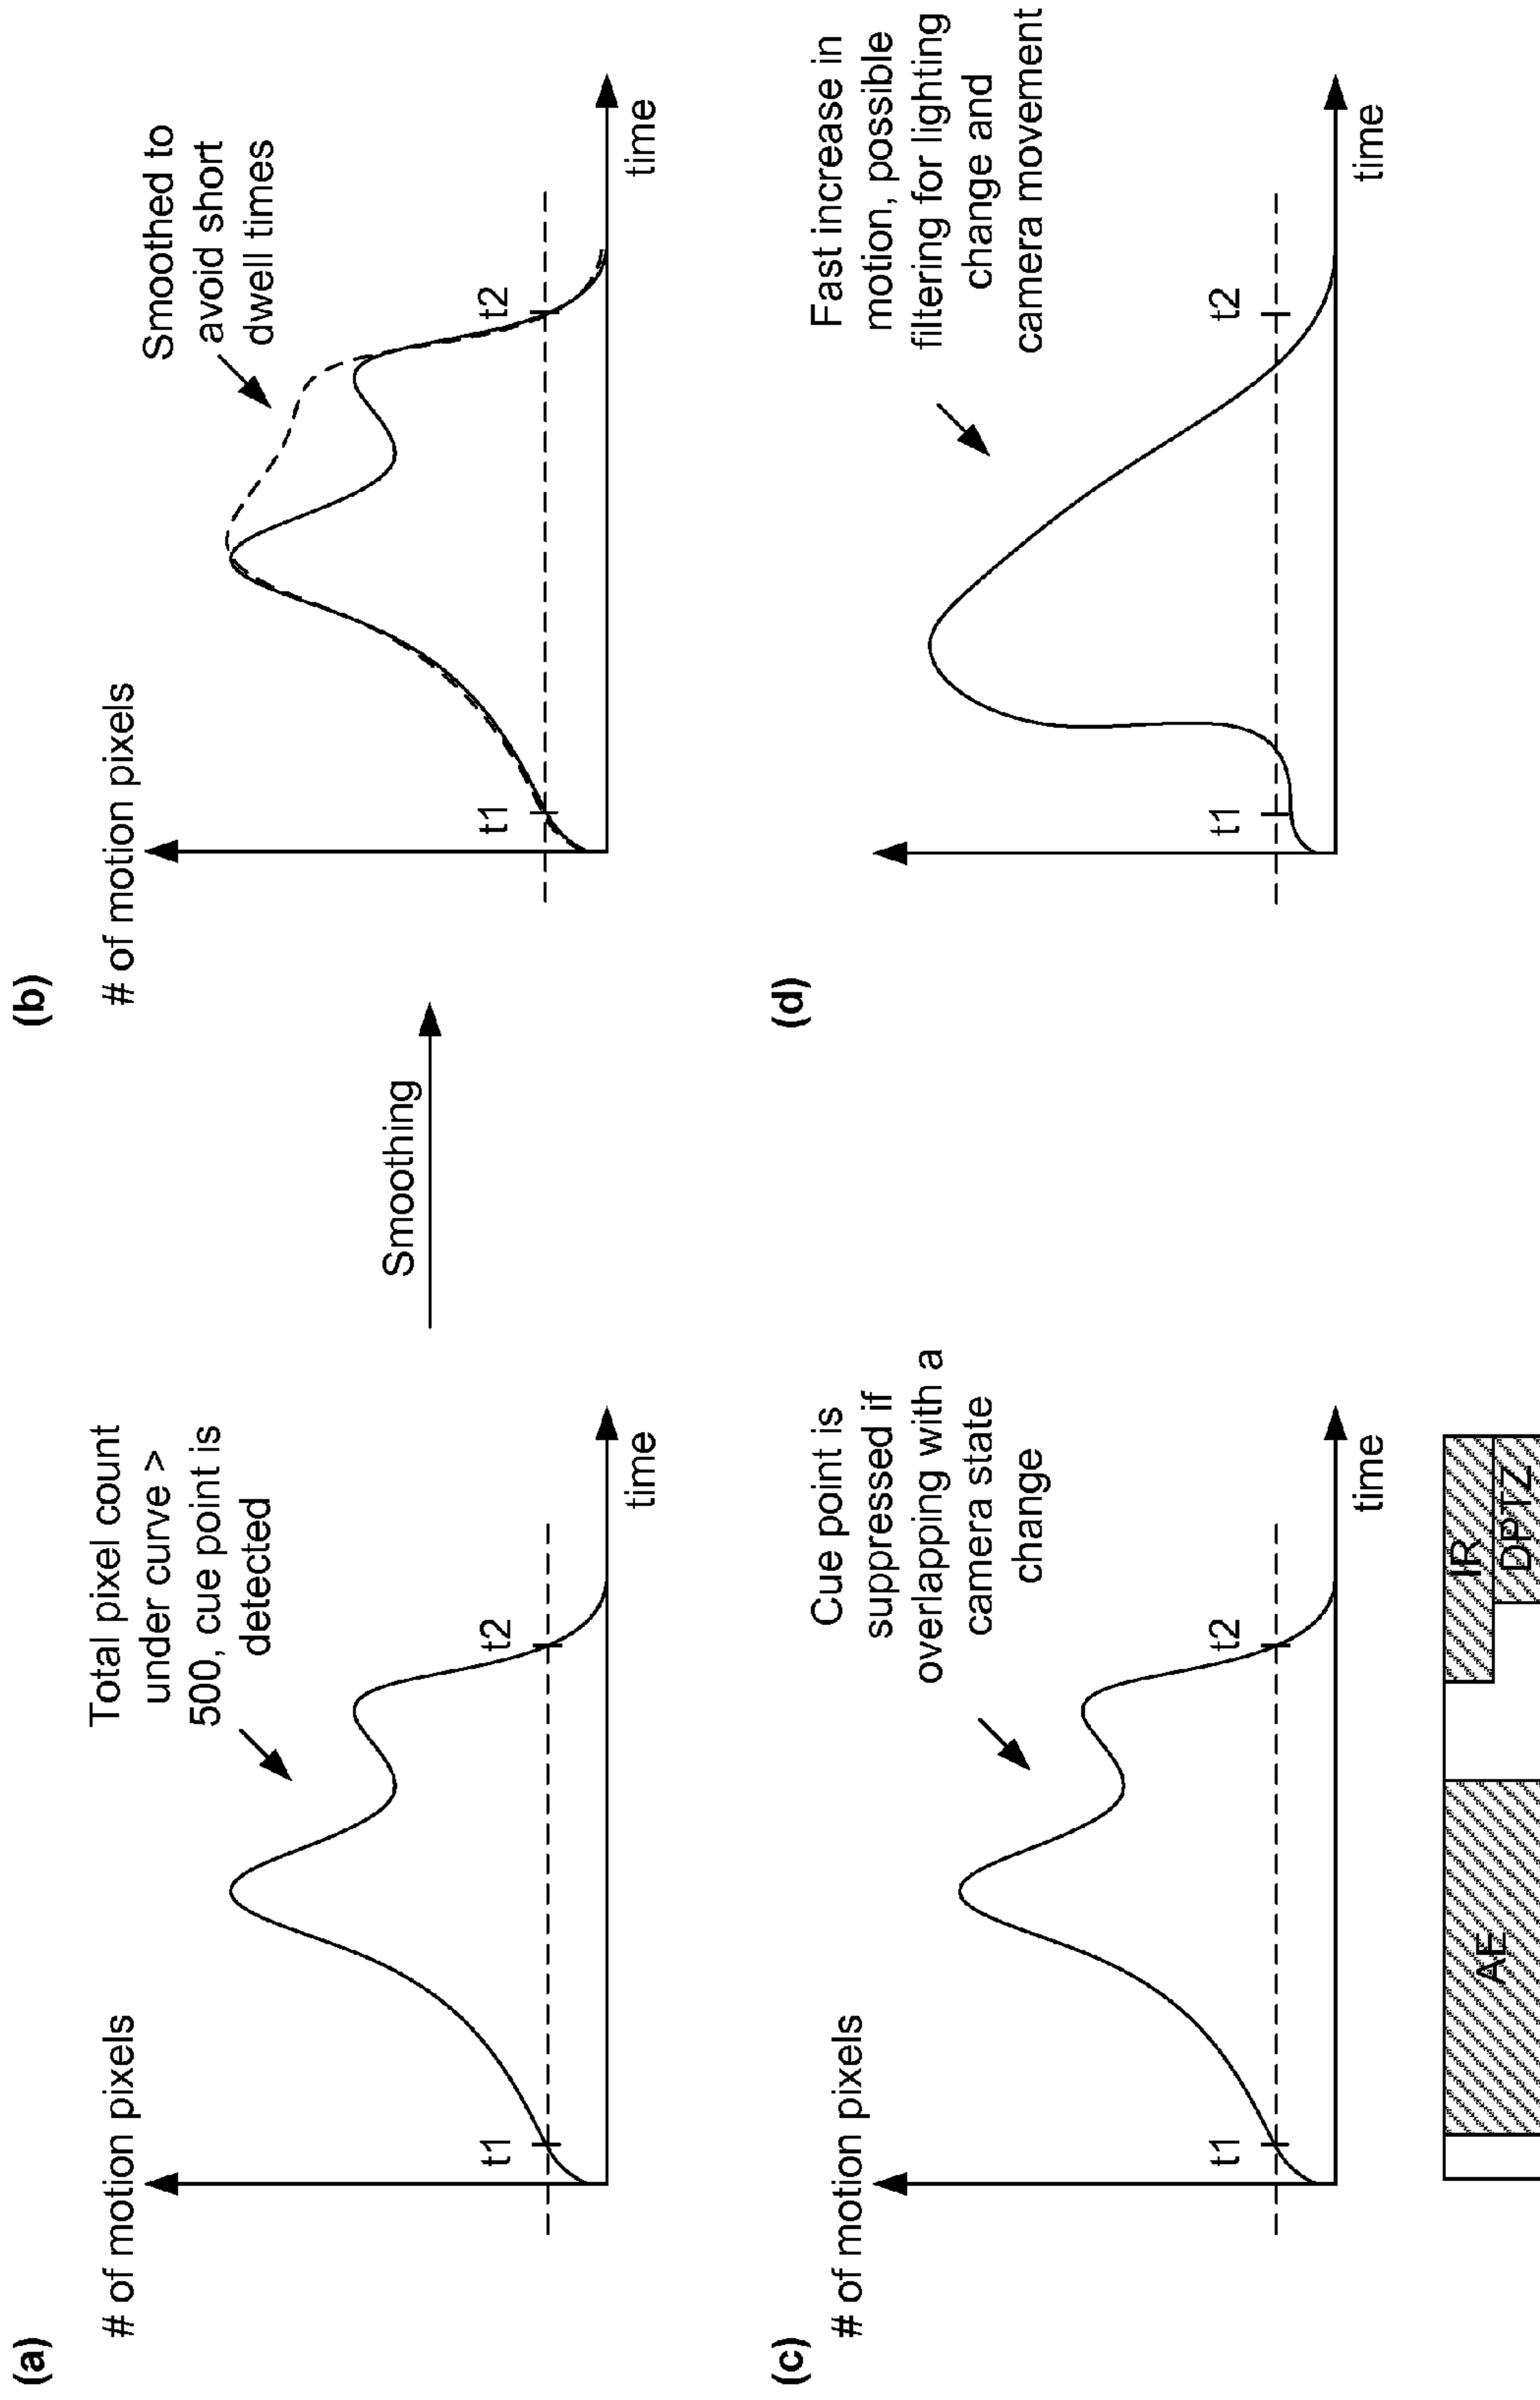 (a)
# of motion pixels
Total pixel count
under curve >
500, cue point is
detected
t1
t2
time
Smoothing
(b)
# of motion pixels
Smoothed to
avoid short
dwell times
t1
t2
time
(c)
# of motion pixels
Cue point is
suppressed if
overlapping with a
camera state
change
t1
t2
time
AE
IR
DPTZ
(d)
Fast increase in
motion, possible
filtering for lighting
change and
camera movement
t1
t2
time